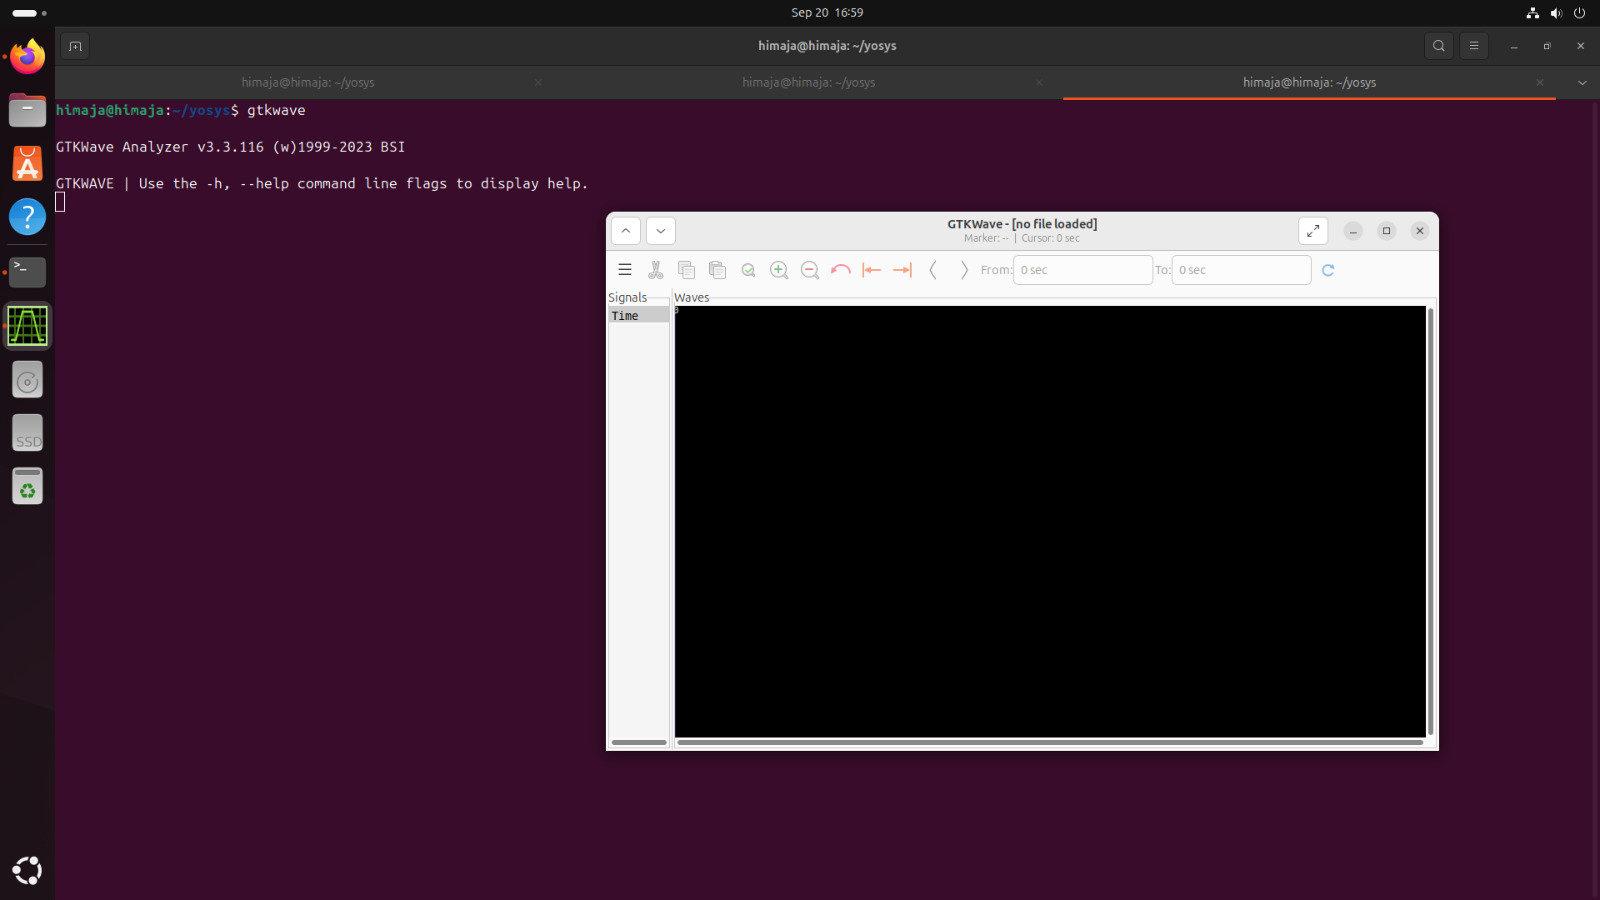 Sep 20 16:59
himaja@himaja: ~/yosys
himaja@himaja: ~/yosys
himaja@himaja: ~/yosys
himaja@himaja: ~/yosys
himaja@himaja:~/yosys$ gtkwave
GTKWave Analyzer v3.3.116 (w)1999-2023 BSI
GTKWAVE | Use the -h, --help command line flags to display help.
GTKWave - [no file loaded]
Marker: -- | Cursor: 0 sec
From: 0 sec To: 0 sec
Signals
Waves
Time
0
SSD